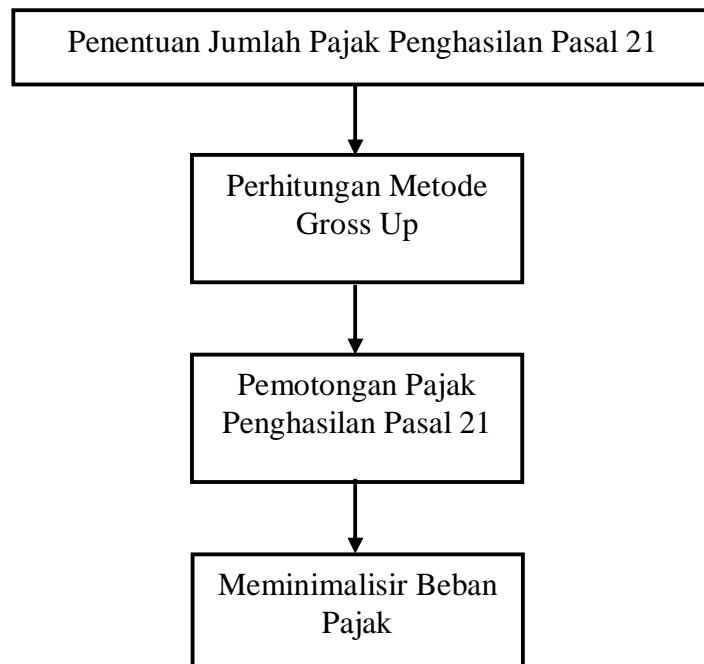 Penentuan Jumlah Pajak Penghasilan Pasal 21
Perhitungan Metode
Gross Up
Pemotongan Pajak
Penghasilan Pasal 21
Meminimalisir Beban
Pajak